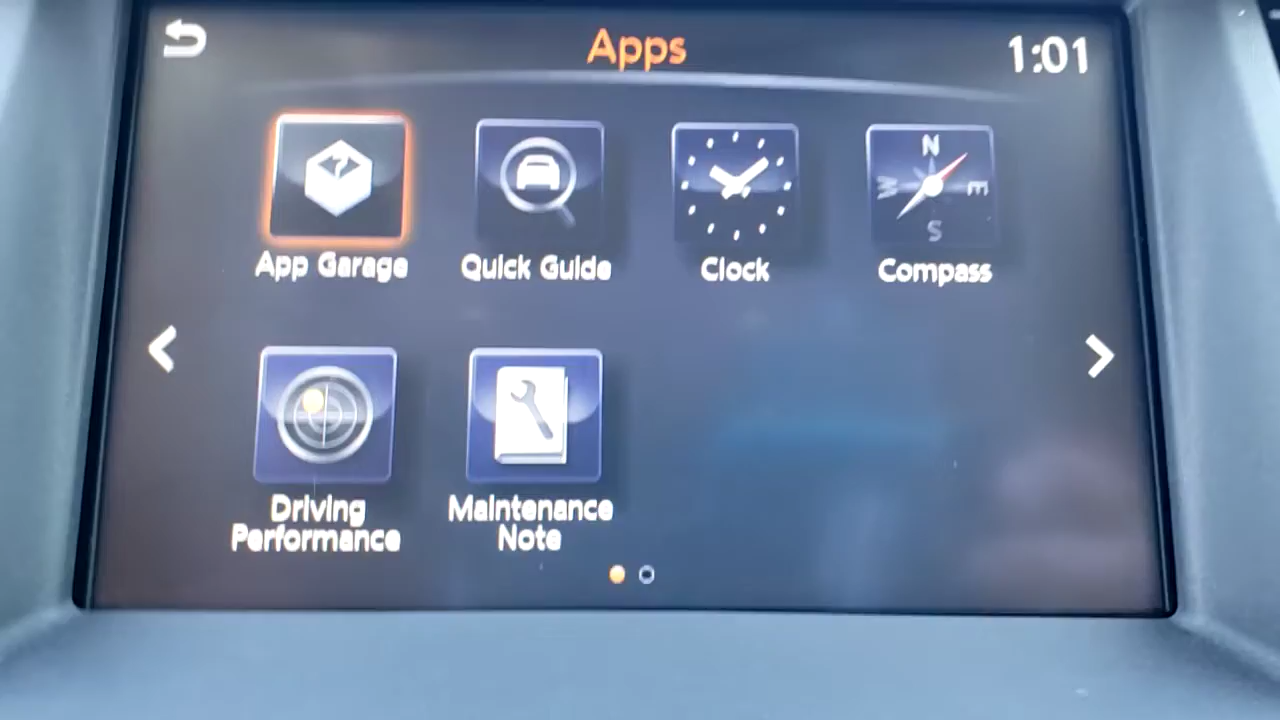 Apps
1:01
App Garage
Quick Guide
Clock
N
W
E
S
Compass
Driving
Performance
Maintenance
Note